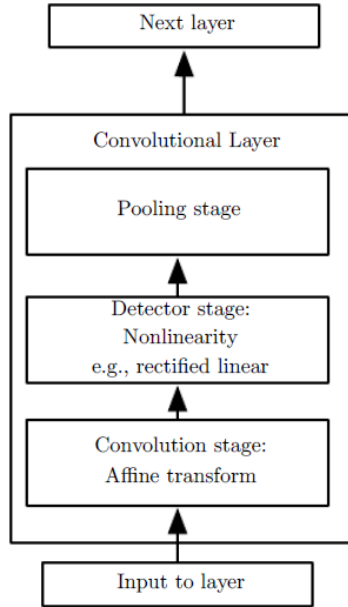 Next layer
Convolutional Layer
Pooling stage
Detector stage:
Nonlinearity
e.g., rectified linear
Convolution stage:
Affine transform
Input to layer